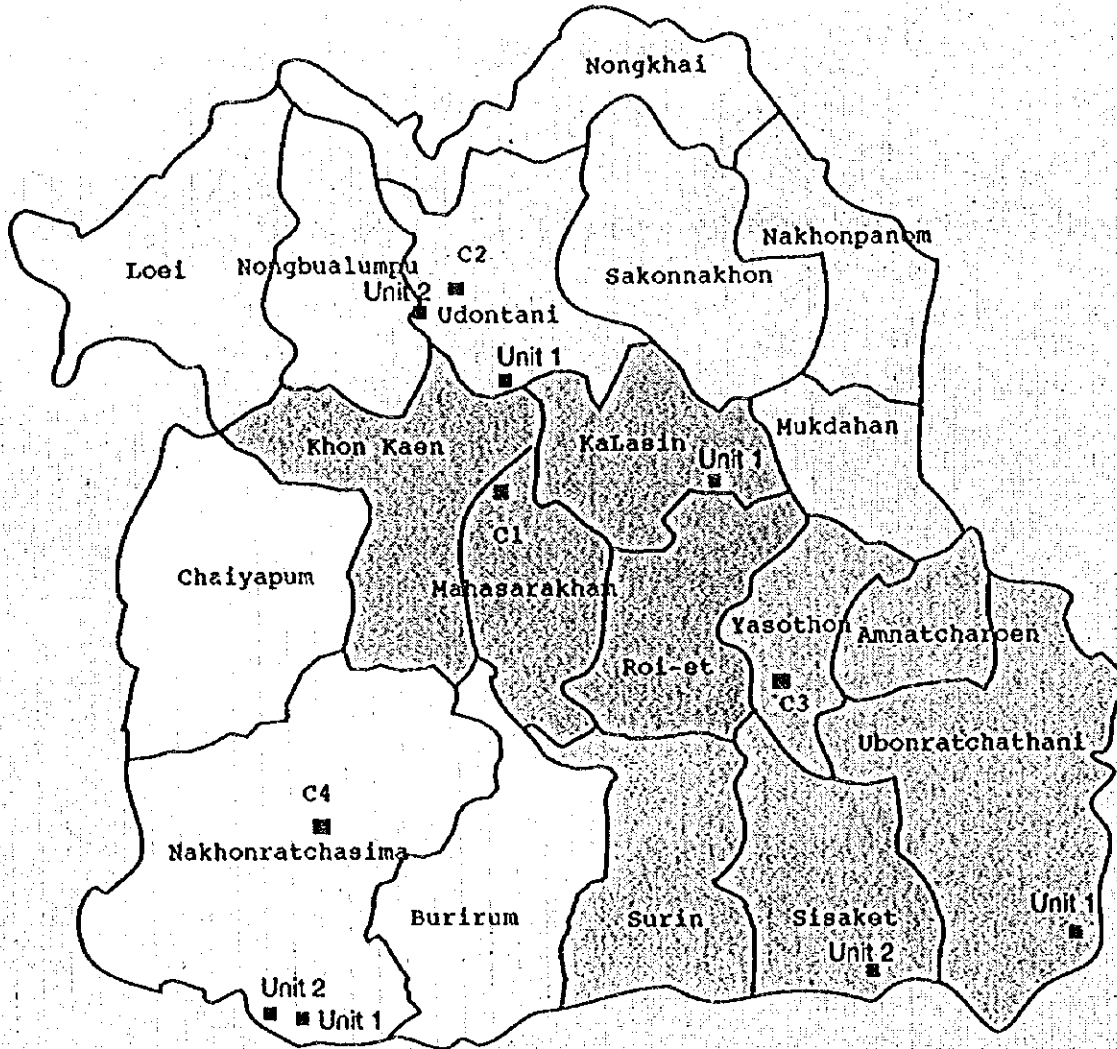 Nongkhai
Nakhonpanom
C2
Loei
Nongbualumpu
Sakonnakhon
Unit 2
Udontani
Unit 1
Mukdahan
Khon Kaen
KaLasin
Unit 1
C1
Chaiyapum
Mahasarakhan
Yasothon
Amnatcharoen
Roi-et
C3
Ubonratchathani
C4
Nakhonratchasima
Burirum
Surin
Sisaket
Unit 1
Unit 2
Unit 2
Unit 1